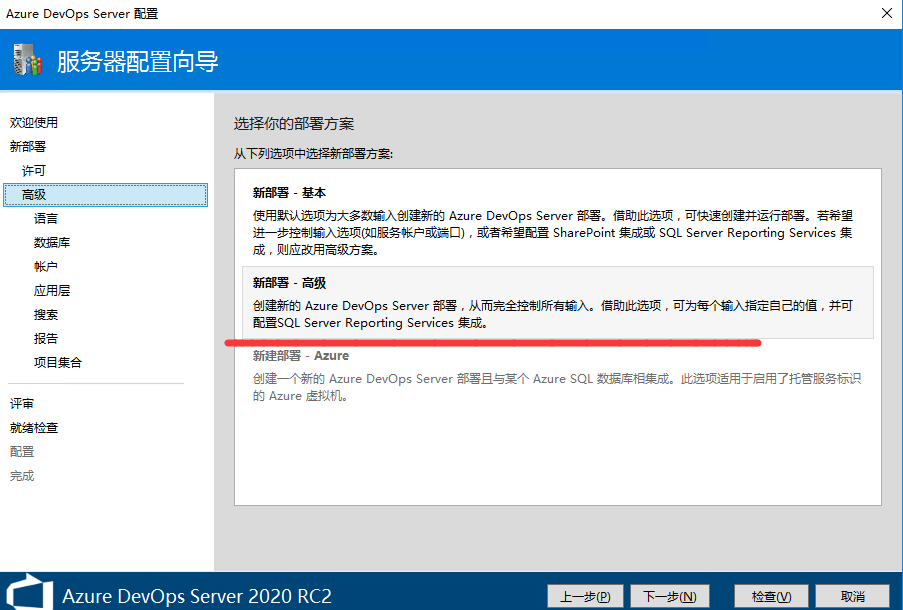 Azure DevOps Server 配置
服务器配置向导
欢迎使用
新部署
许可
高级
语言
数据库
帐户
应用层
搜索
报告
项目集合
评审
就绪检查
配置
完成
选择你的部署方案
从下列选项中选择新部署方案:
新部署 - 基本
使用默认选项为大多数输入创建新的 Azure DevOps Server 部署。借助此选项，可快速创建并运行部署。若希望
进一步控制输入选项(如服务帐户或端口)，或者希望配置 SharePoint 集成或 SQL Server Reporting Services 集
成，则应改用高级方案。
新部署 - 高级
创建新的 Azure DevOps Server 部署，从而完全控制所有输入。借助此选项，可为每个输入指定自己的值，并可
配置SQL Server Reporting Services 集成。
新建部署 - Azure
创建一个新的 Azure DevOps Server 部署且与某个 Azure SQL 数据库相集成。此选项适用于启用了托管服务标识
的 Azure 虚拟机。
Azure DevOps Server 2020 RC2
上一步(P)
下一步(N)
检查(V)
取消